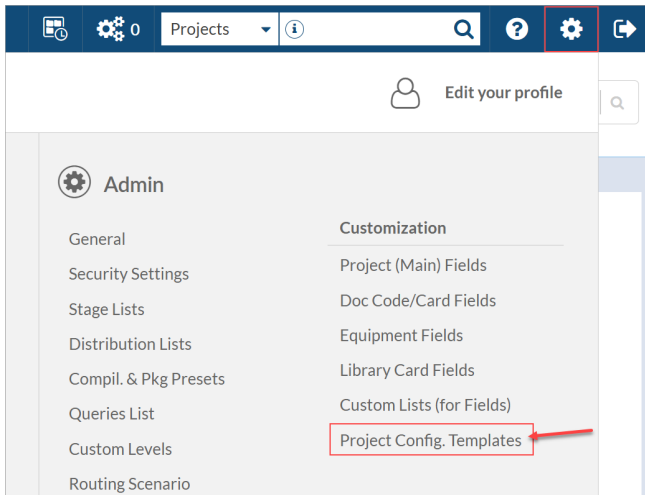 0 Projects
Edit your profile
Admin
General
Security Settings
Stage Lists
Distribution Lists
Compil. & Pkg Presets
Queries List
Custom Levels
Routing Scenario
Customization
Project (Main) Fields
Doc Code/Card Fields
Equipment Fields
Library Card Fields
Custom Lists (for Fields)
Project Config. Templates